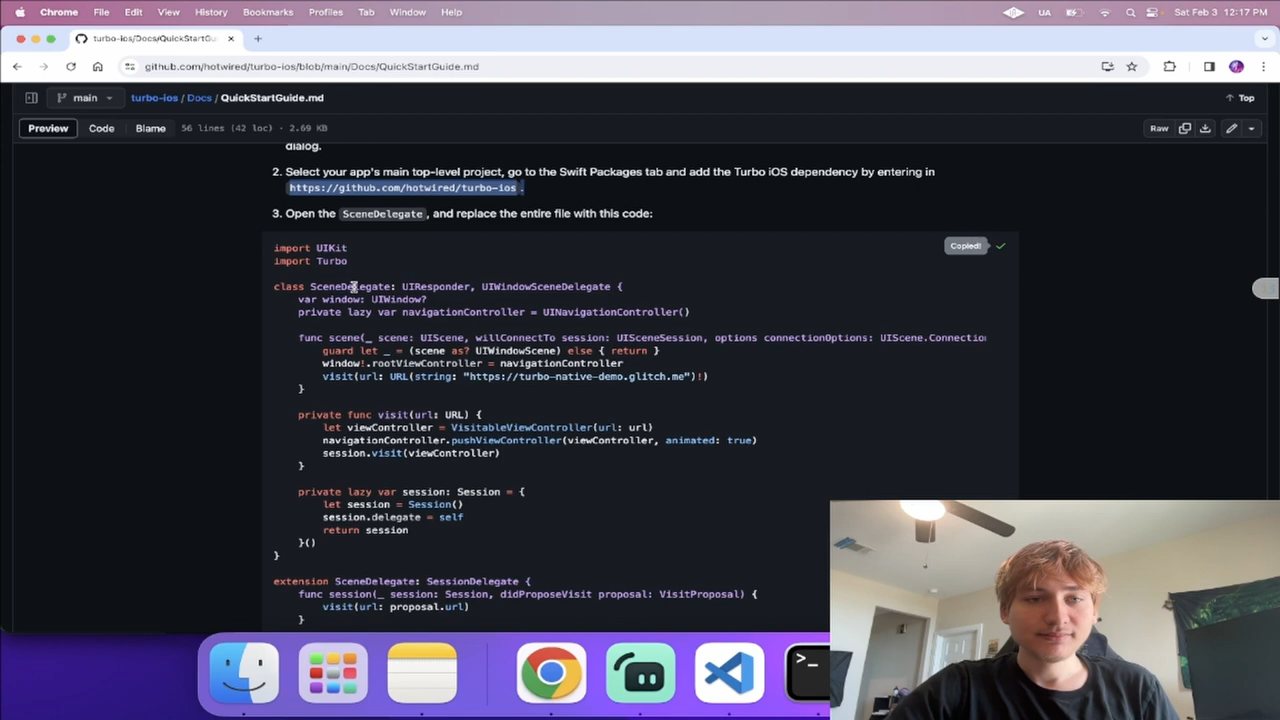 Chrome File Edit View History Bookmarks Profiles Tab Window Help UA Sat Feb 3 12:17 PM
turbo-ios/Docs/QuickStartGu
github.com/hotwired/turbo-ios/blob/main/Docs/QuickStartGuide.md
main turbo-ios / Docs / QuickStartGuide.md Top
Preview Code Blame 56 lines (42 loc) · 2.69 KB Raw
dialog.
2. Select your app's main top-level project, go to the Swift Packages tab and add the Turbo iOS dependency by entering in
https://github.com/hotwired/turbo-ios .
3. Open the SceneDelegate , and replace the entire file with this code:
Copied!
import UIKit
import Turbo
class SceneDelegate: UIResponder, UIWindowSceneDelegate {
var window: UIWindow?
private lazy var navigationController = UINavigationController()
func scene(_ scene: UIScene, willConnectTo session: UISceneSession, options connectionOptions: UIScene.Connection
guard let _ = (scene as? UIWindowScene) else { return }
window!.rootViewController = navigationController
visit(url: URL(string: "https://turbo-native-demo.glitch.me")!)
}
private func visit(url: URL) {
let viewController = VisitableViewController(url: url)
navigationController.pushViewController(viewController, animated: true)
session.visit(viewController)
}
private lazy var session: Session = {
let session = Session()
session.delegate = self
return session
}()
}
extension SceneDelegate: SessionDelegate {
func session(_ session: Session, didProposeVisit proposal: VisitProposal) {
visit(url: proposal.url)
}